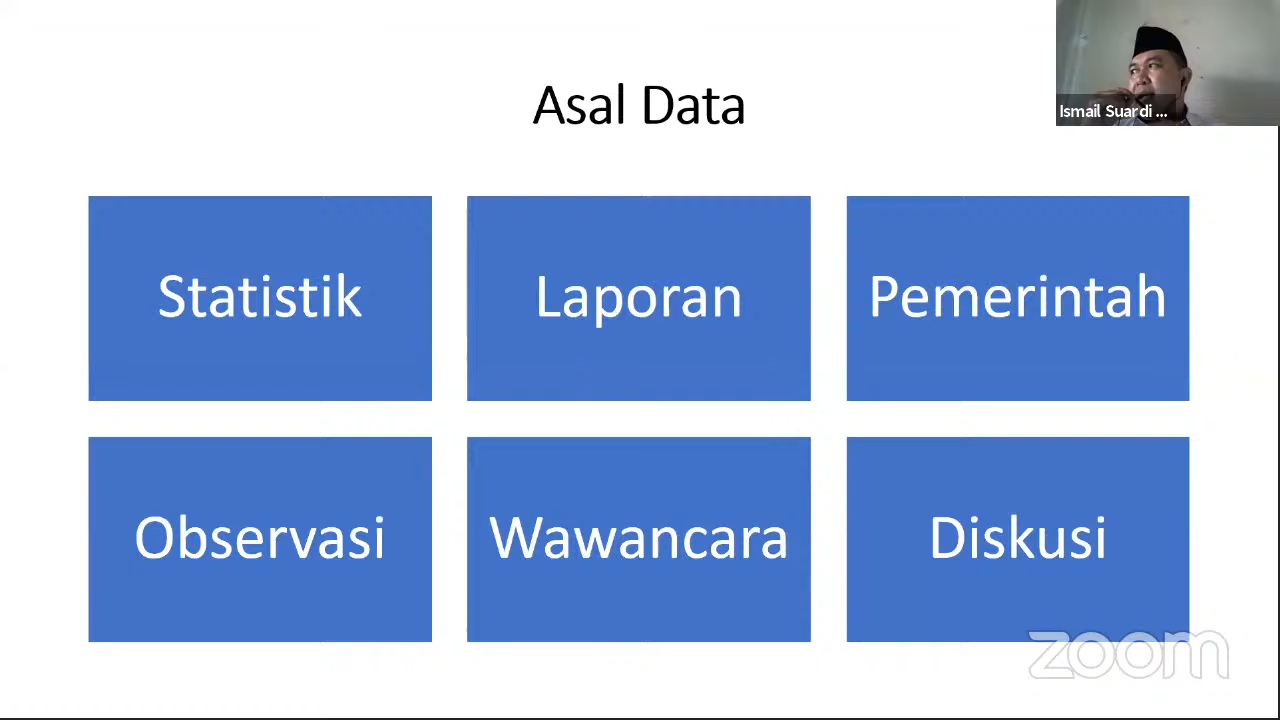 Asal Data
Ismail Suardi ...
Statistik
Laporan
Pemerintah
Observasi
Wawancara
Diskusi
zoom